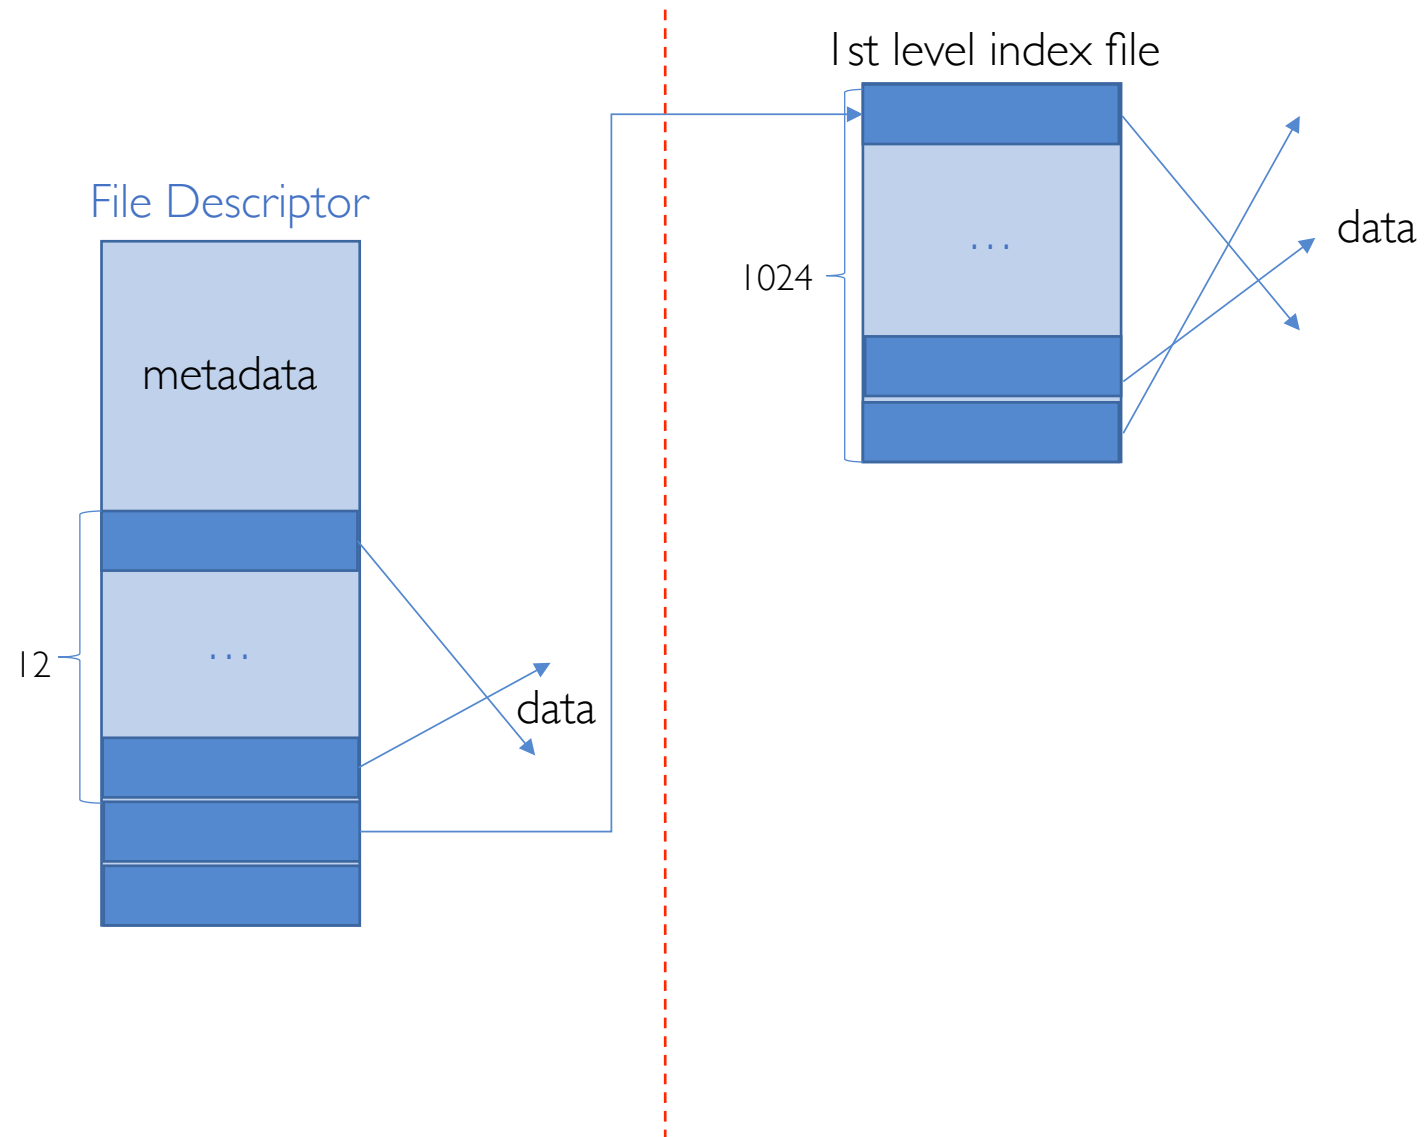 1st level index file
File Descriptor
data
...
1024
metadata
...
12
data